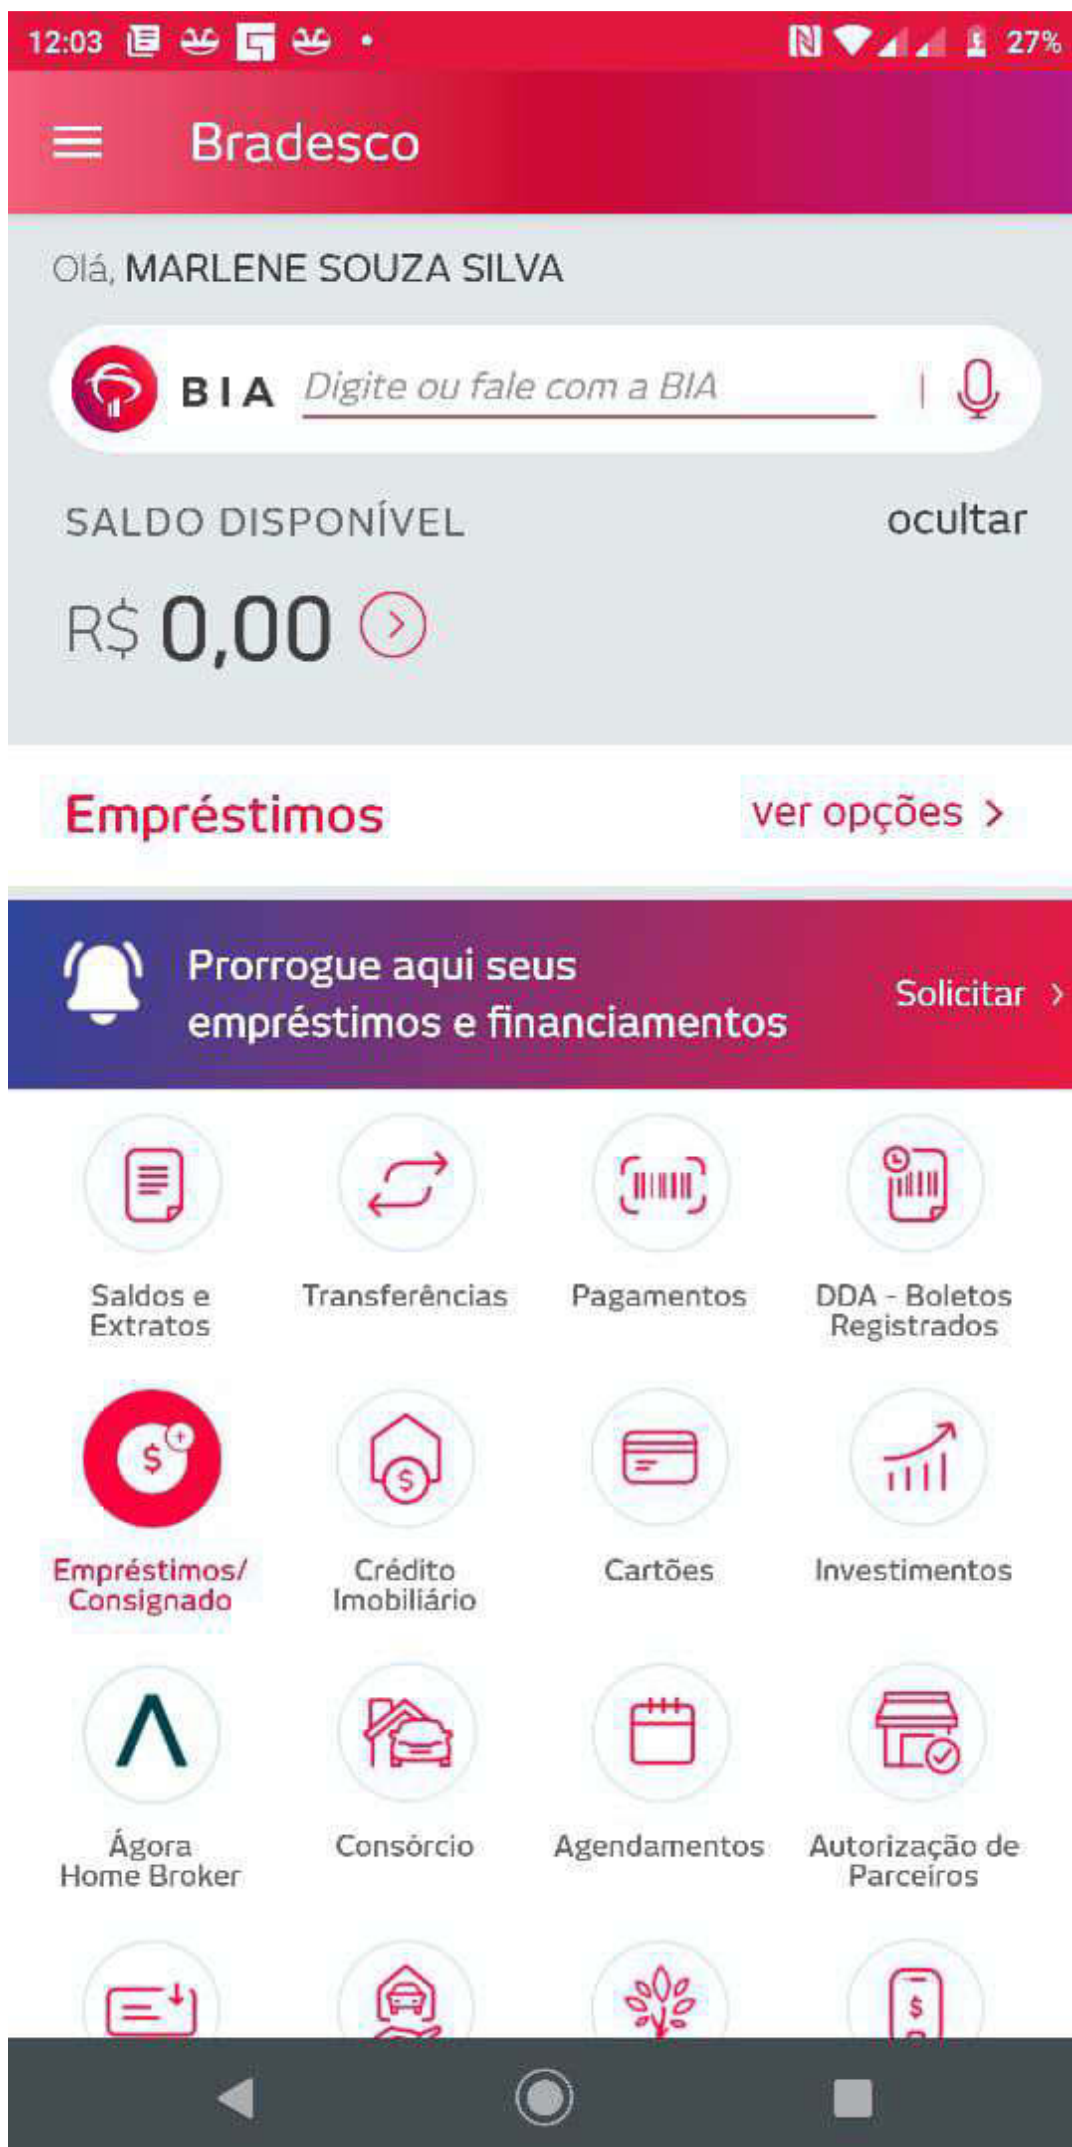 12:03 27%
Bradesco
Olá, MARLENE SOUZA SILVA
BIA Digite ou fale com a BIA
SALDO DISPONÍVEL ocultar
R$ 0,00
Empréstimos ver opções >
Prorrogue aqui seus
empréstimos e financiamentos
Solicitar >
Saldos e
Extratos
Transferências
Pagamentos
DDA - Boletos
Registrados
Empréstimos/
Consignado
Crédito
Imobiliário
Cartões
Investimentos
Ágora
Home Broker
Consórcio
Agendamentos
Autorização de
Parceiros